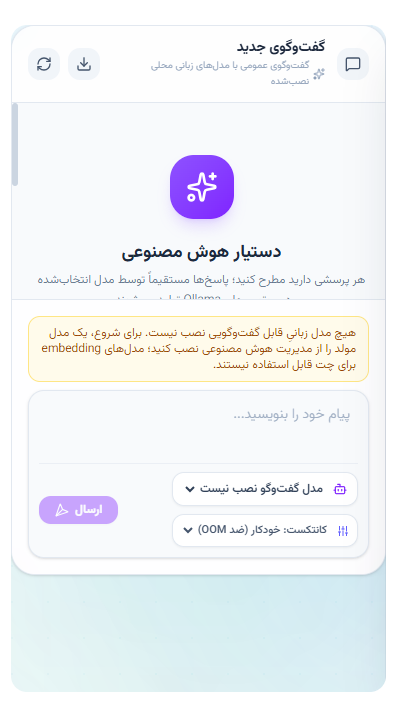 گفت‌وگوی جدید
گفت‌وگوی عمومی با مدل‌های زبانی محلی
نصب‌شده
دستیار هوش مصنوعی
هر پرسشی دارید مطرح کنید؛ پاسخ‌ها مستقیماً توسط مدل انتخاب‌شده
Ollama
هیچ مدل زبانیِ قابل گفت‌وگویی نصب نیست. برای شروع، یک مدل
مولد را از مدیریت هوش مصنوعی نصب کنید؛ مدل‌های embedding
برای چت قابل استفاده نیستند.
پیام خود را بنویسید...
مدل گفت‌وگو نصب نیست
ارسال
کانتکست: خودکار (ضد OOM)